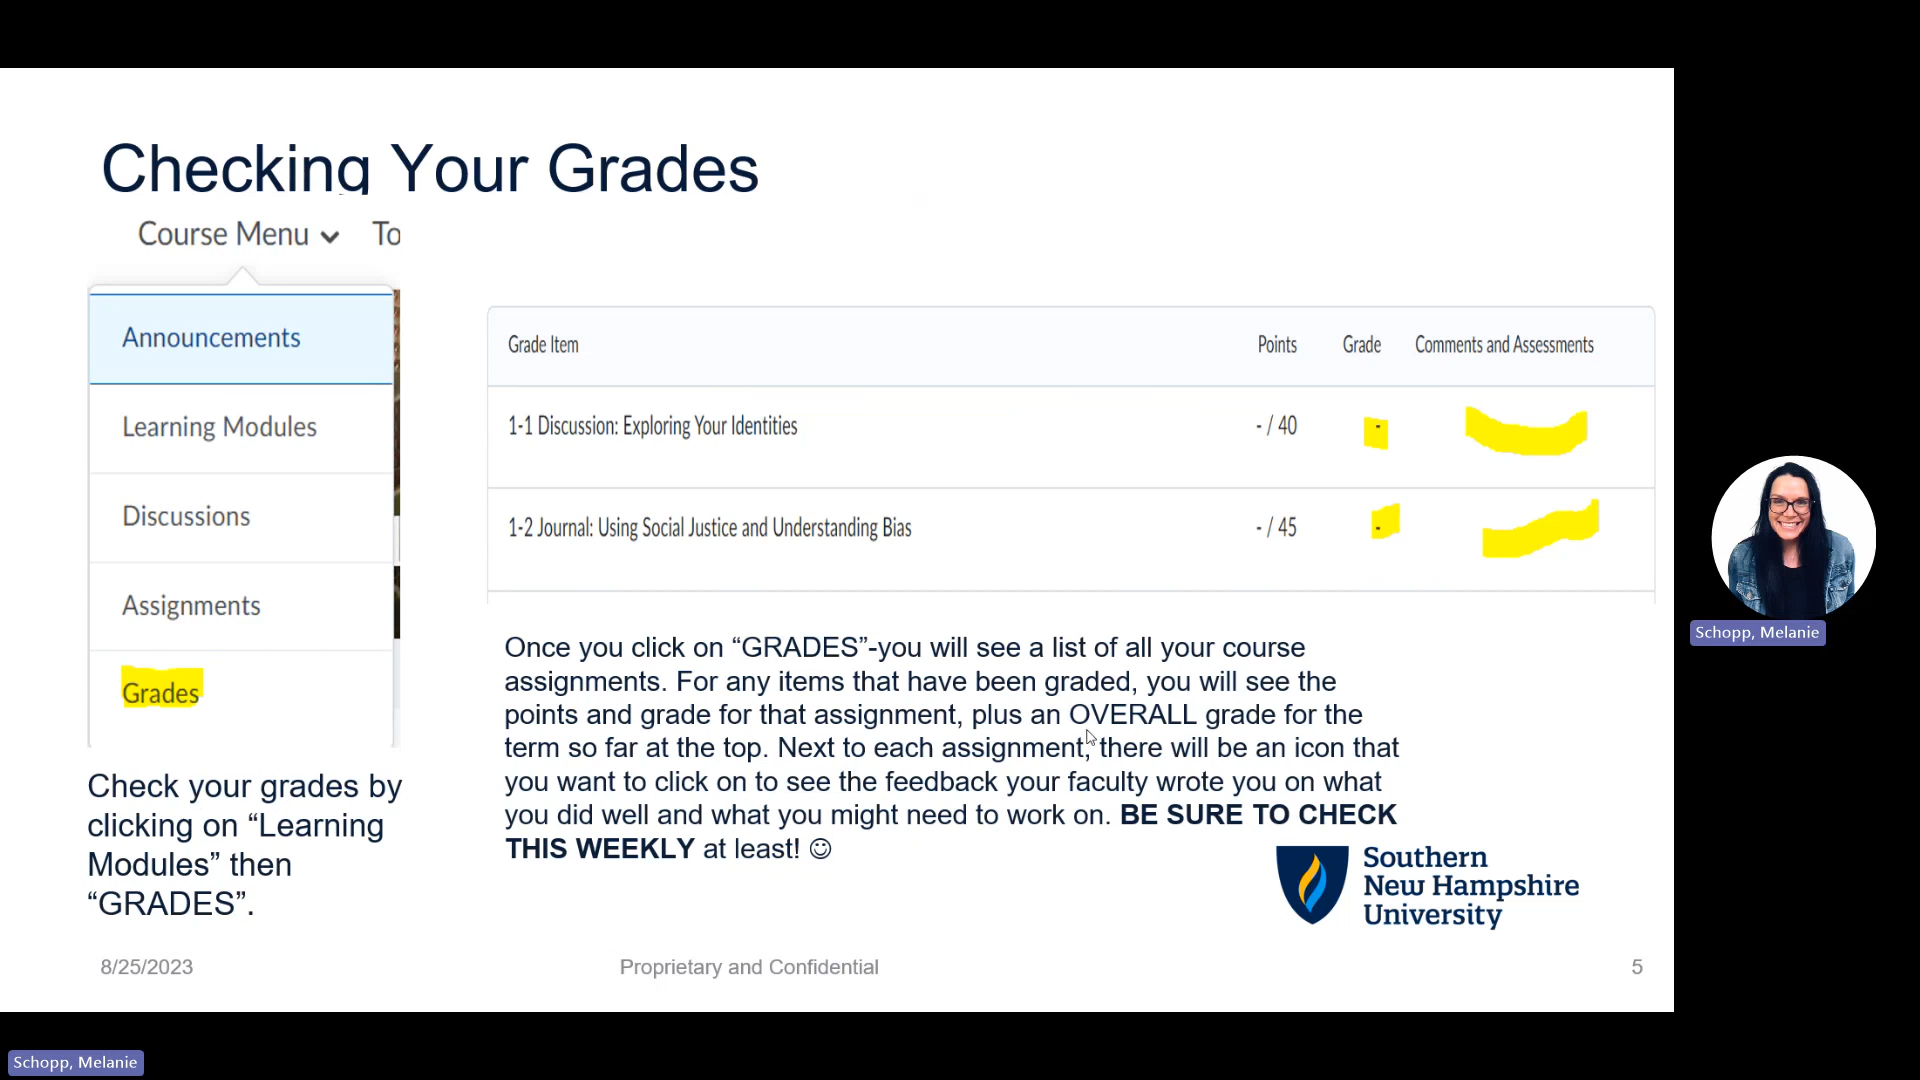 Checking Your Grades
Course Menu To
Announcements
Learning Modules
Discussions
Assignments
Grades
Check your grades by
clicking on “Learning
Modules” then
“GRADES”.
Grade Item Points Grade Comments and Assessments
1-1 Discussion: Exploring Your Identities - / 40 -
1-2 Journal: Using Social Justice and Understanding Bias - / 45 -
Once you click on “GRADES”-you will see a list of all your course
assignments. For any items that have been graded, you will see the
points and grade for that assignment, plus an OVERALL grade for the
term so far at the top. Next to each assignment, there will be an icon that
you want to click on to see the feedback your faculty wrote you on what
you did well and what you might need to work on. BE SURE TO CHECK
THIS WEEKLY at least! ☺
Southern
New Hampshire
University
8/25/2023 Proprietary and Confidential 5
Schopp, Melanie
Schopp, Melanie